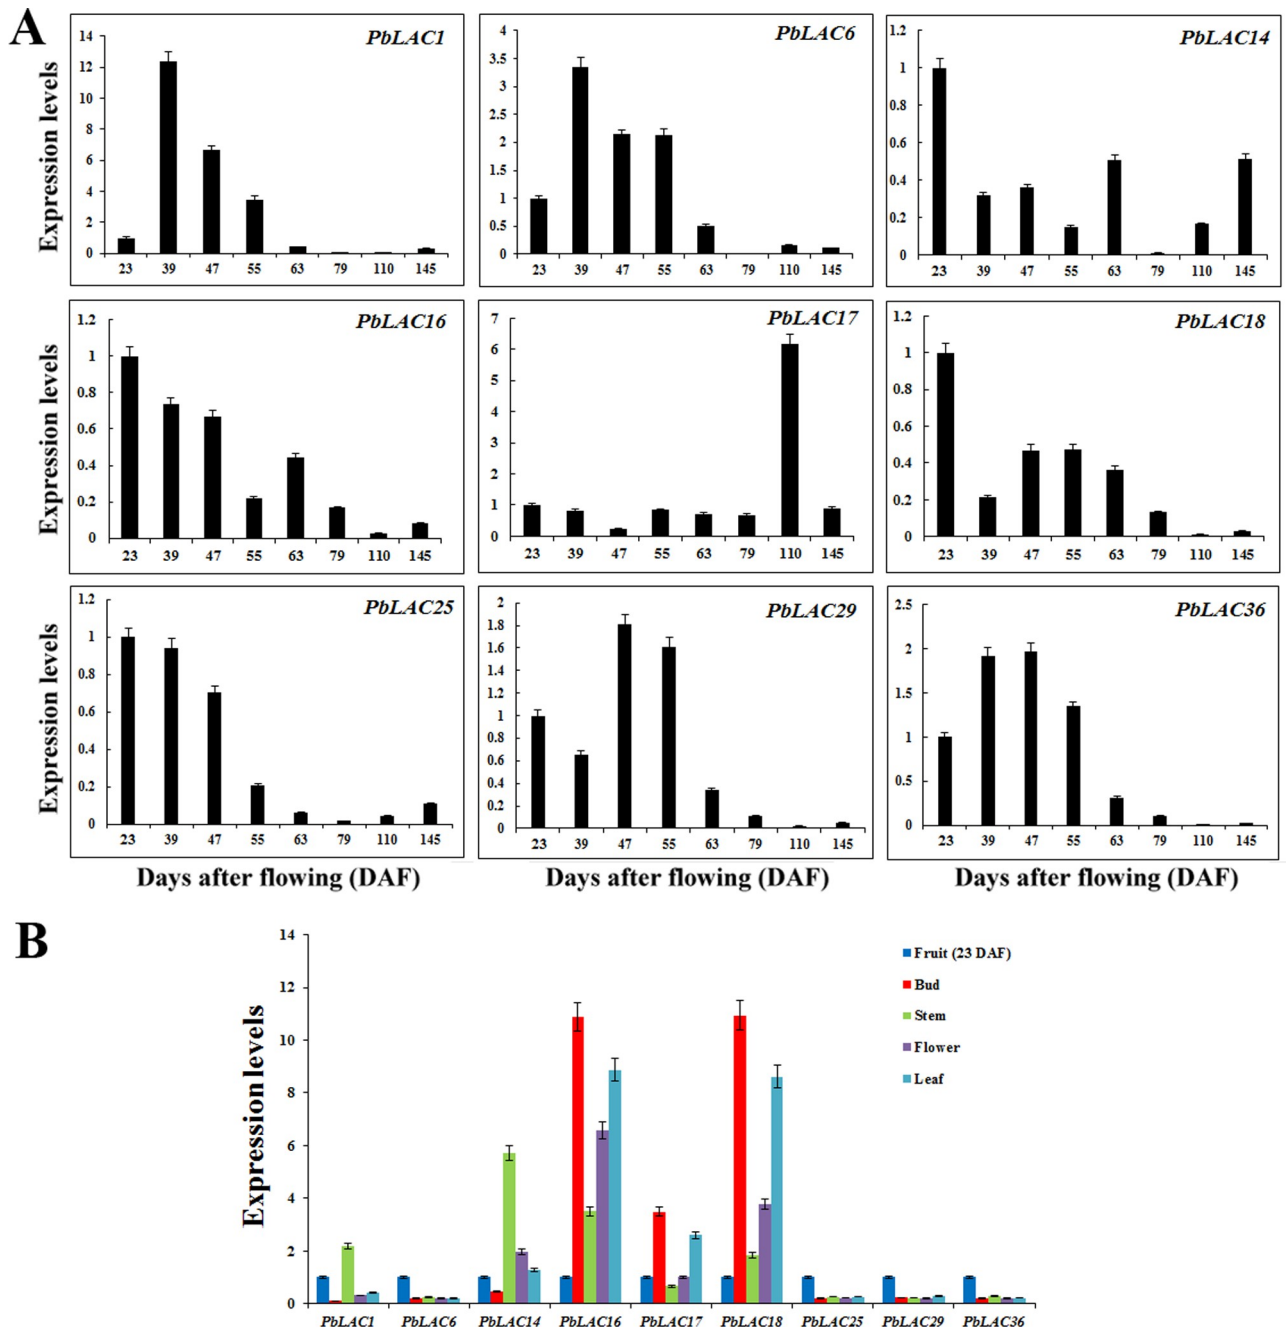 A
PbLAC1
Expression levels
14
12
10
8
6
4
2
0
23 39 47 55 63 79 110 145
PbLAC6
4
3.5
3
2.5
2
1.5
1
0.5
0
23 39 47 55 63 79 110 145
PbLAC14
1.2
1
0.8
0.6
0.4
0.2
0
23 39 47 55 63 79 110 145
PbLAC16
Expression levels
1.2
1
0.8
0.6
0.4
0.2
0
23 39 47 55 63 79 110 145
PbLAC17
7
6
5
4
3
2
1
0
23 39 47 55 63 79 110 145
PbLAC18
1.2
1
0.8
0.6
0.4
0.2
0
23 39 47 55 63 79 110 145
PbLAC25
Expression levels
1.2
1
0.8
0.6
0.4
0.2
0
23 39 47 55 63 79 110 145
Days after flowing (DAF)
PbLAC29
2
1.8
1.6
1.4
1.2
1
0.8
0.6
0.4
0.2
0
23 39 47 55 63 79 110 145
Days after flowing (DAF)
PbLAC36
2.5
2
1.5
1
0.5
0
23 39 47 55 63 79 110 145
Days after flowing (DAF)
B
Expression levels
14
12
10
8
6
4
2
0
PbLAC1 PbLAC6 PbLAC14 PbLAC16 PbLAC17 PbLAC18 PbLAC25 PbLAC29 PbLAC36
Fruit (23 DAF)
Bud
Stem
Flower
Leaf